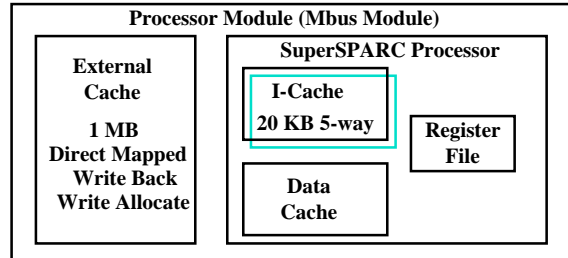 Processor Module (Mbus Module)
External
Cache
1 MB
Direct Mapped
Write Back
Write Allocate
SuperSPARC Processor
I-Cache
20 KB 5-way
Register
File
Data
Cache